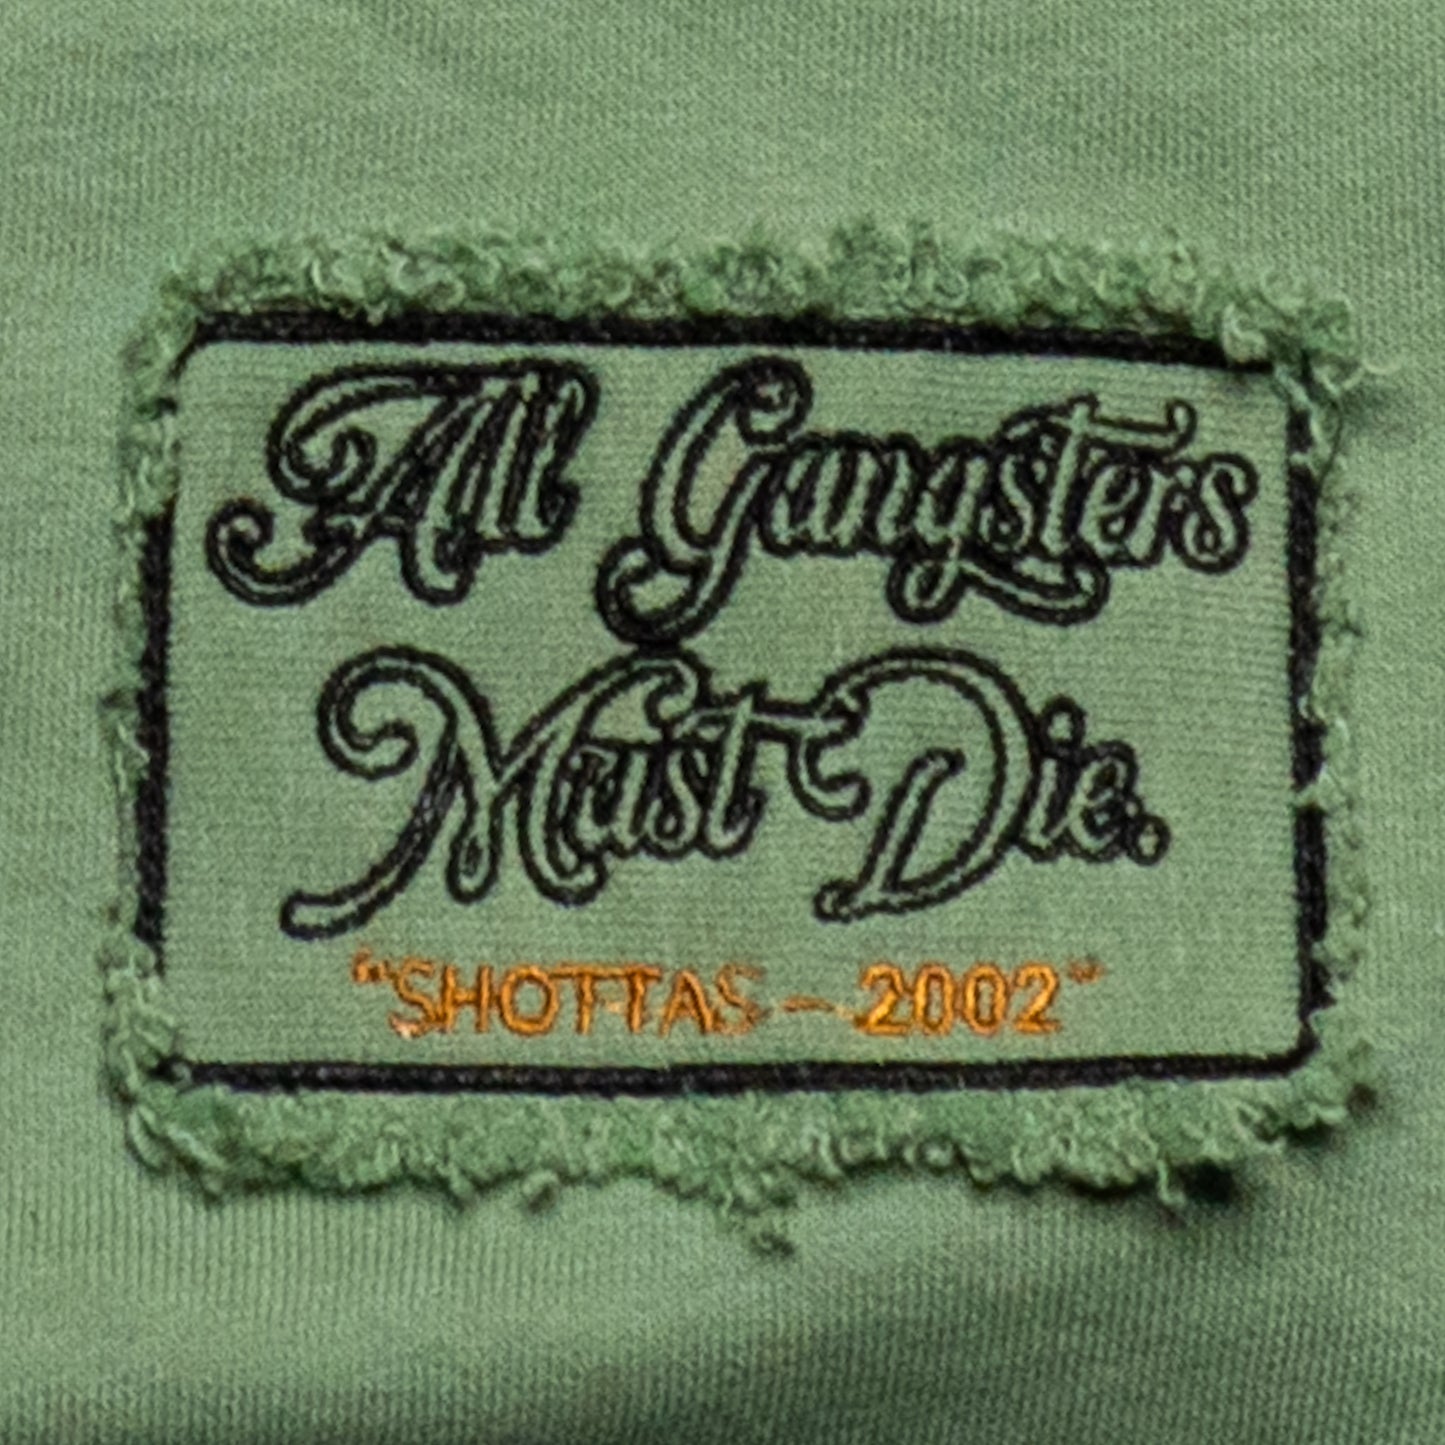 All Gangsters
Must Die.
"SHOTTAS - 2002"